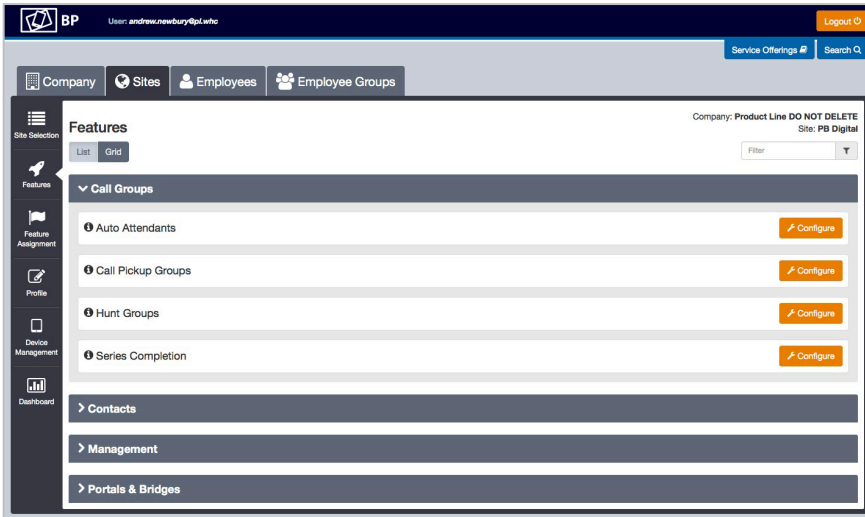 BP
User: andrew.newbury@pl.whc
Logout
Service Offerings
Search
Company
Sites
Employees
Employee Groups
Site Selection
Features
Feature
Assignment
Profile
Device
Management
Dashboard
Features
Company: Product Line DO NOT DELETE
Site: PB Digital
List Grid
Filter
Call Groups
Auto Attendants
Configure
Call Pickup Groups
Configure
Hunt Groups
Configure
Series Completion
Configure
Contacts
Management
Portals & Bridges